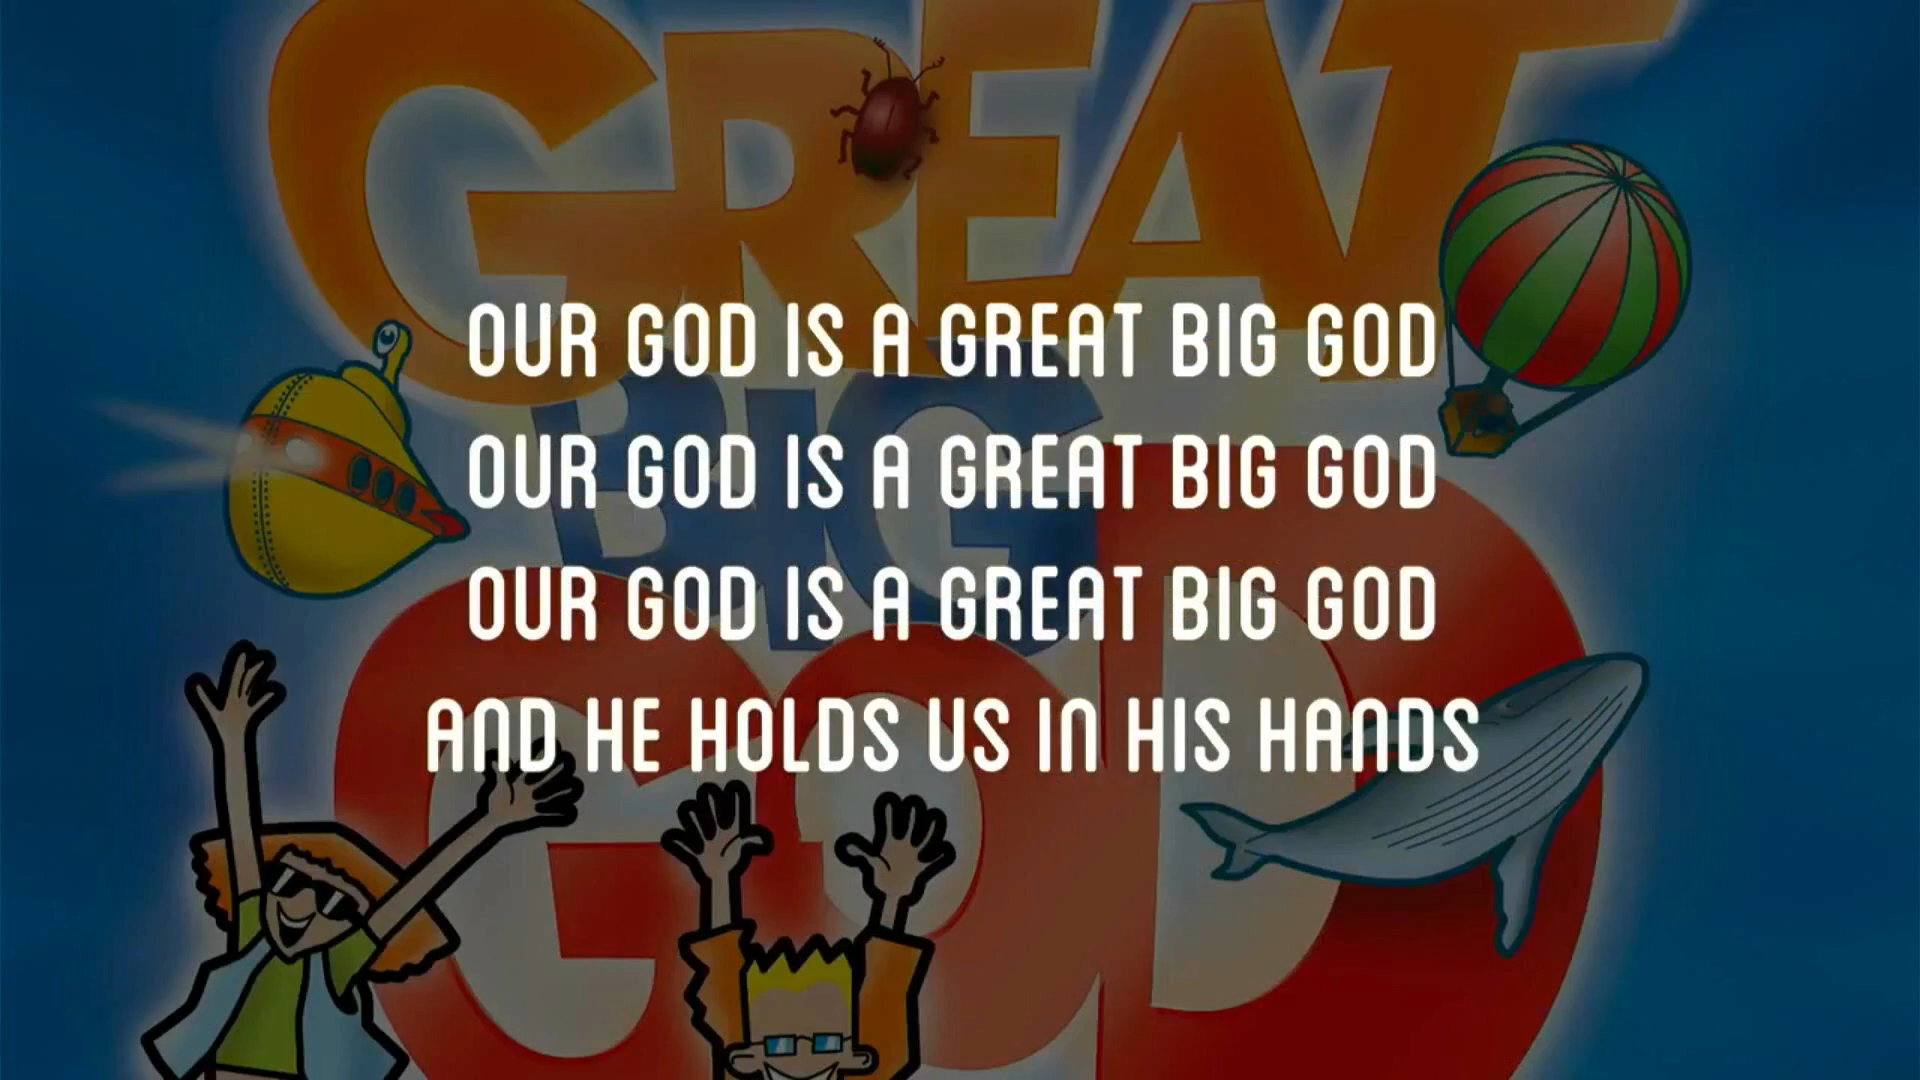 GREAT
BIG
GOD
OUR GOD IS A GREAT BIG GOD
OUR GOD IS A GREAT BIG GOD
OUR GOD IS A GREAT BIG GOD
AND HE HOLDS US IN HIS HANDS